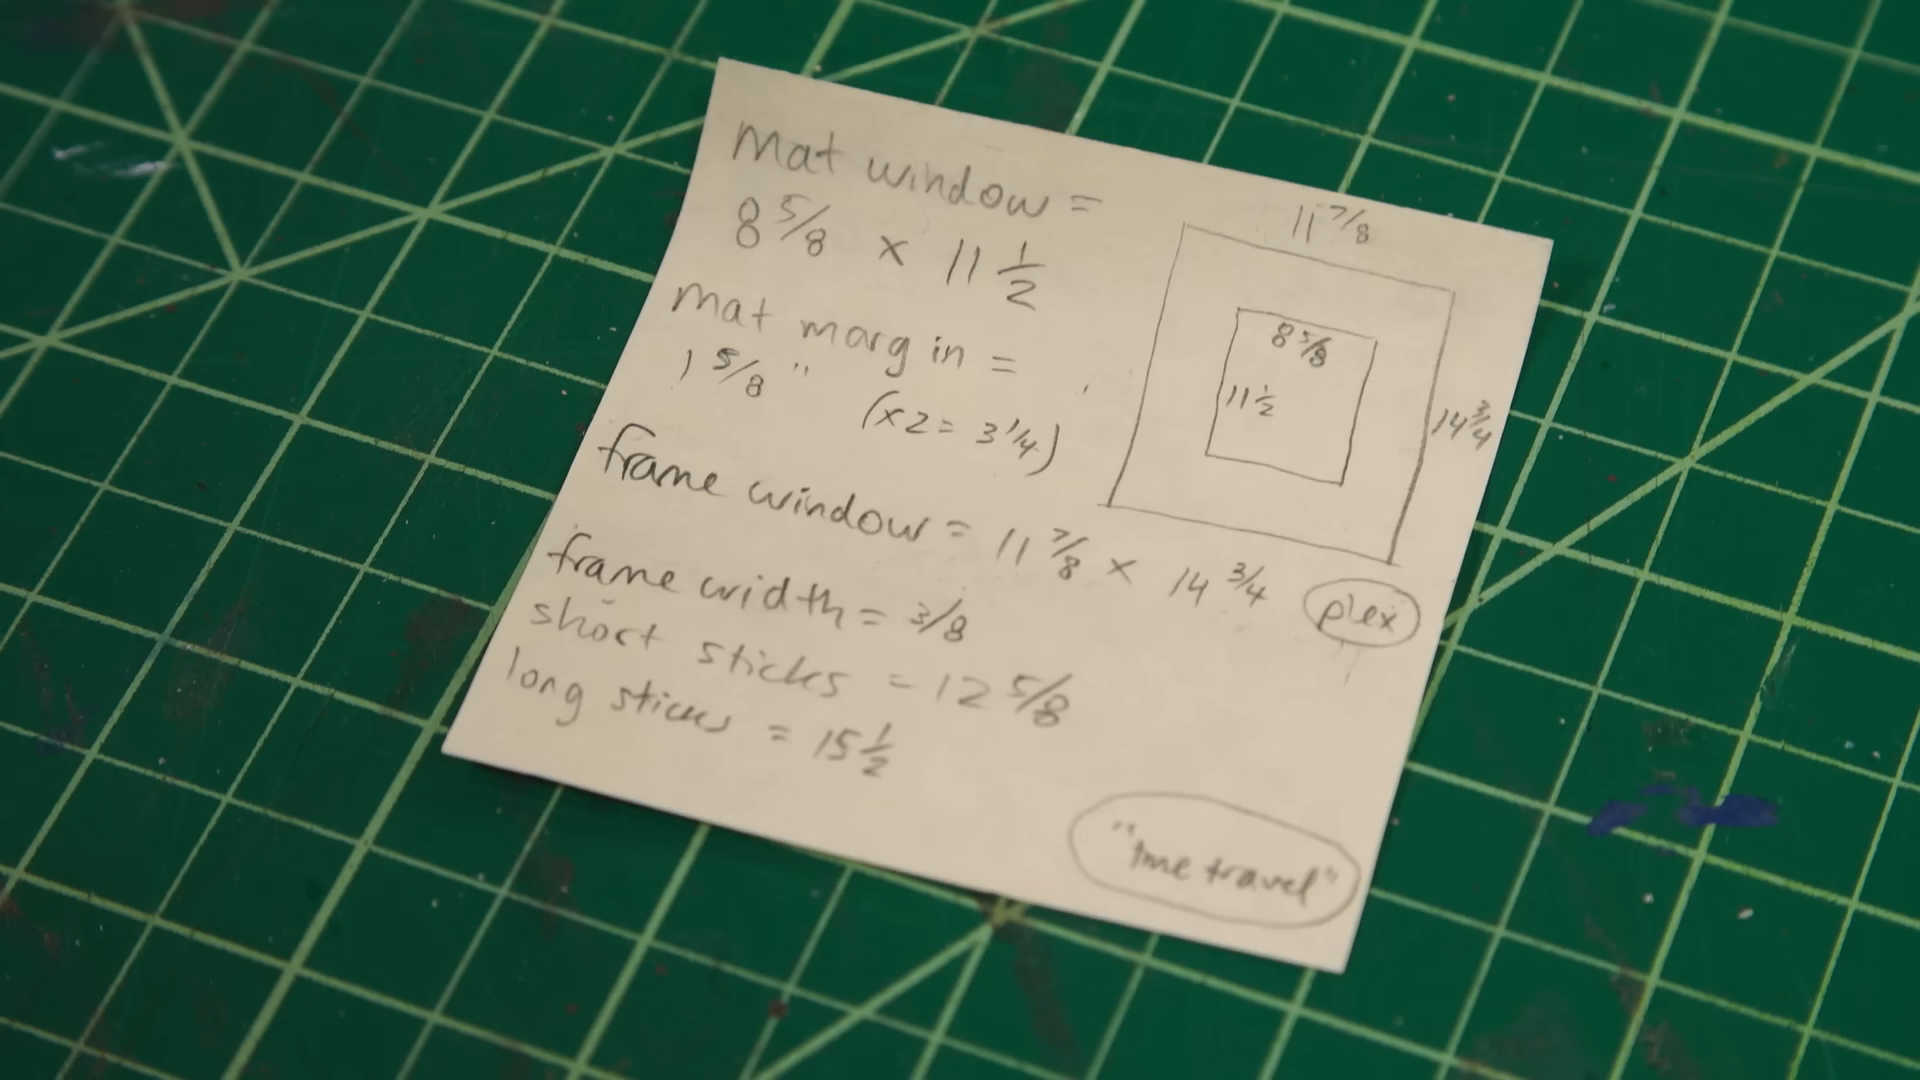 mat window =
8 5/8 x 11 1/2
mat margin =
1 5/8 " (x2 = 3 1/4)
frame window = 11 7/8 x 14 3/4
frame width = 3/8
short sticks = 12 5/8
long sticks = 15 1/2
11 7/8
8 5/8
11 1/2
14 3/4
plex
"time travel"